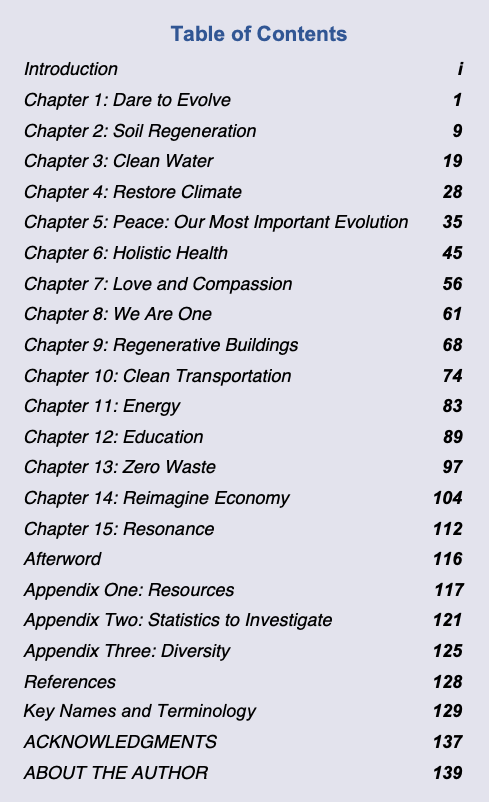 Table of Contents
Introduction i
Chapter 1: Dare to Evolve 1
Chapter 2: Soil Regeneration 9
Chapter 3: Clean Water 19
Chapter 4: Restore Climate 28
Chapter 5: Peace: Our Most Important Evolution 35
Chapter 6: Holistic Health 45
Chapter 7: Love and Compassion 56
Chapter 8: We Are One 61
Chapter 9: Regenerative Buildings 68
Chapter 10: Clean Transportation 74
Chapter 11: Energy 83
Chapter 12: Education 89
Chapter 13: Zero Waste 97
Chapter 14: Reimagine Economy 104
Chapter 15: Resonance 112
Afterword 116
Appendix One: Resources 117
Appendix Two: Statistics to Investigate 121
Appendix Three: Diversity 125
References 128
Key Names and Terminology 129
ACKNOWLEDGMENTS 137
ABOUT THE AUTHOR 139